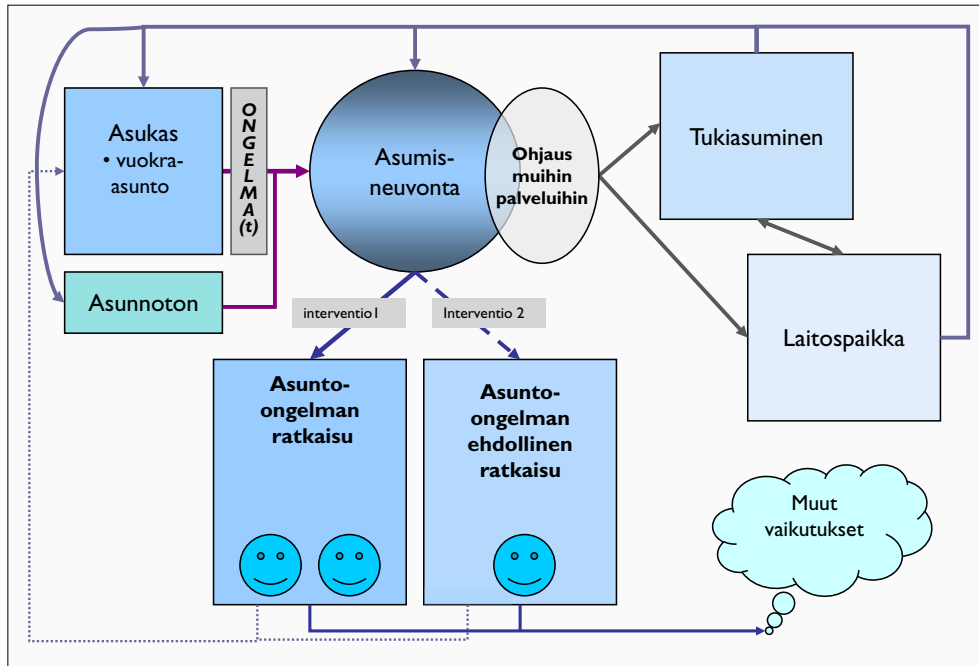 Asukas
• vuokra-
asunto
ONGELMA(t)
Asumis-
neuvonta
Ohjaus
muihin
palveluihin
Tukiasuminen
Asunnoton
Laitospaikka
interventio1
Interventio 2
Asunto-
ongelman
ratkaisu
Asunto-
ongelman
ehdollinen
ratkaisu
Muut
vaikutukset